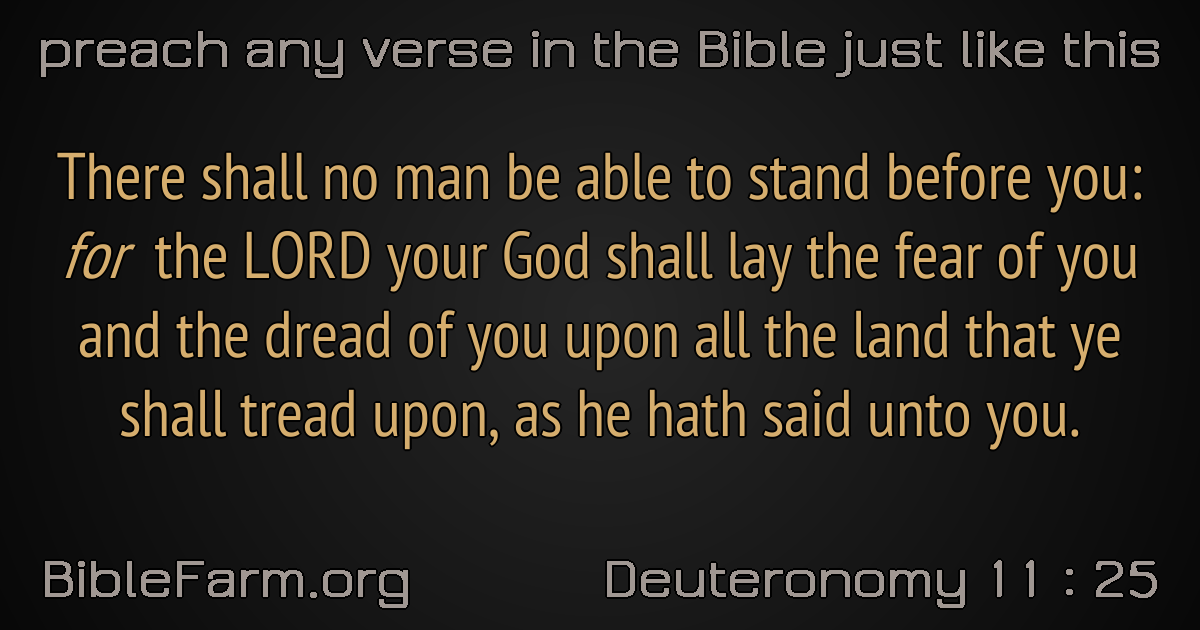 preach any verse in the Bible just like this
There shall no man be able to stand before you:
for the LORD your God shall lay the fear of you
and the dread of you upon all the land that ye
shall tread upon, as he hath said unto you.
BibleFarm.org
Deuteronomy 11 : 25